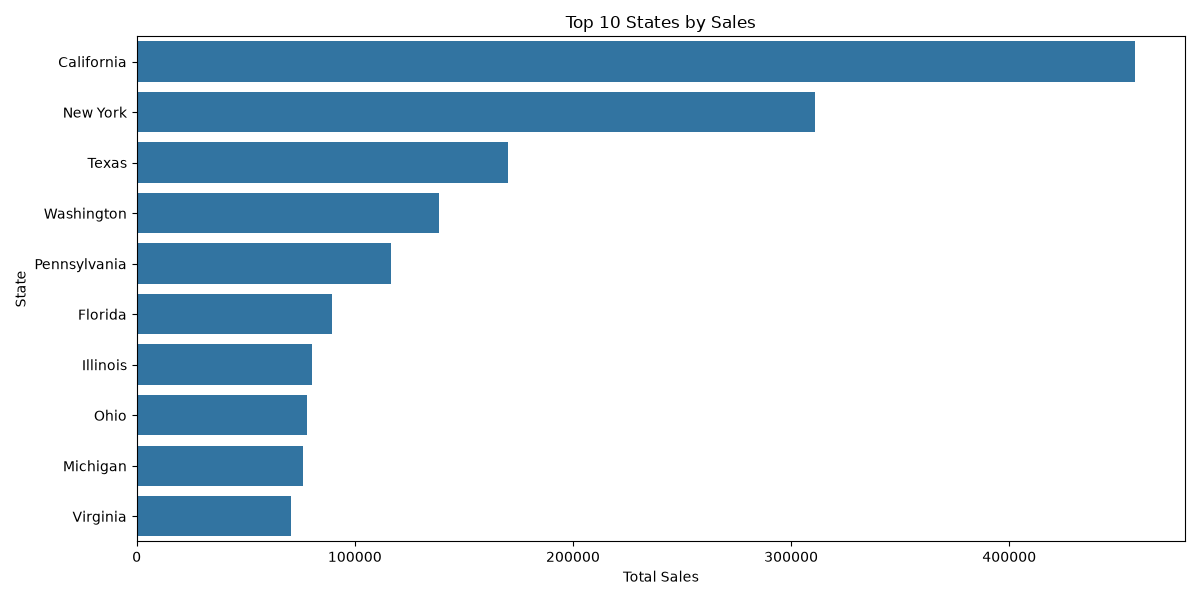 Top 10 States by Sales
State
California
New York
Texas
Washington
Pennsylvania
Florida
Illinois
Ohio
Michigan
Virginia
0 100000 200000 300000 400000
Total Sales